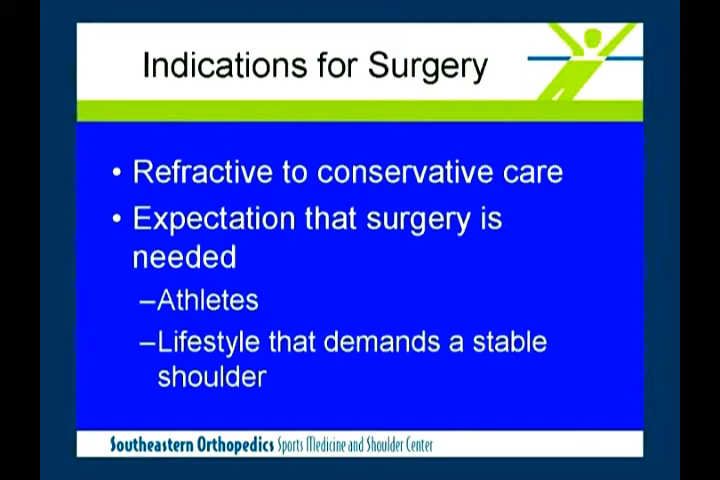 Indications for Surgery
• Refractive to conservative care
• Expectation that surgery is
needed
–Athletes
–Lifestyle that demands a stable
shoulder
Southeastern Orthopedics Sports Medicine and Shoulder Center